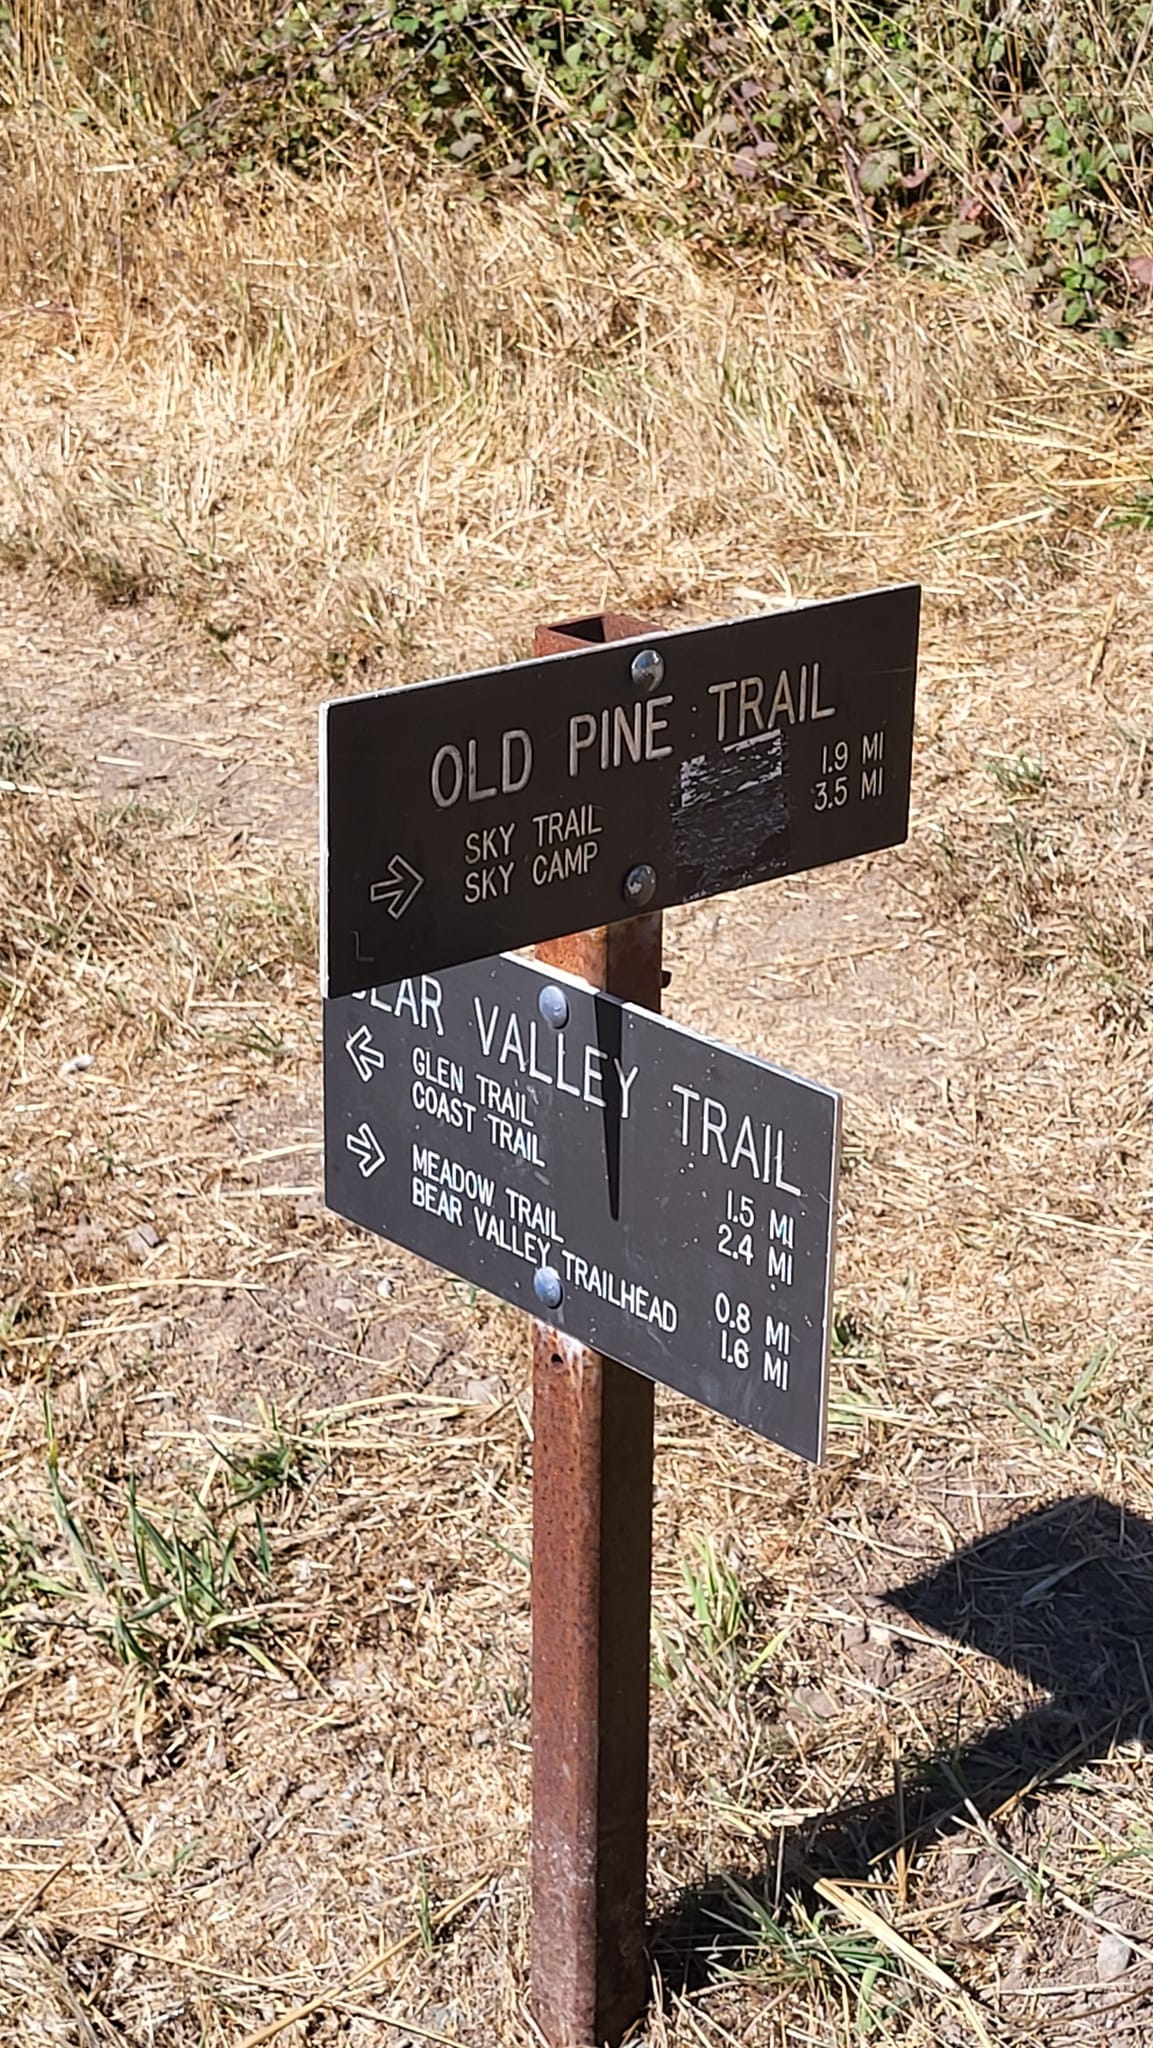 OLD PINE TRAIL
SKY TRAIL 1.9 MI
SKY CAMP 3.5 MI
BEAR VALLEY TRAIL
GLEN TRAIL 1.5 MI
COAST TRAIL 2.4 MI
MEADOW TRAIL 0.8 MI
BEAR VALLEY TRAILHEAD 1.6 MI